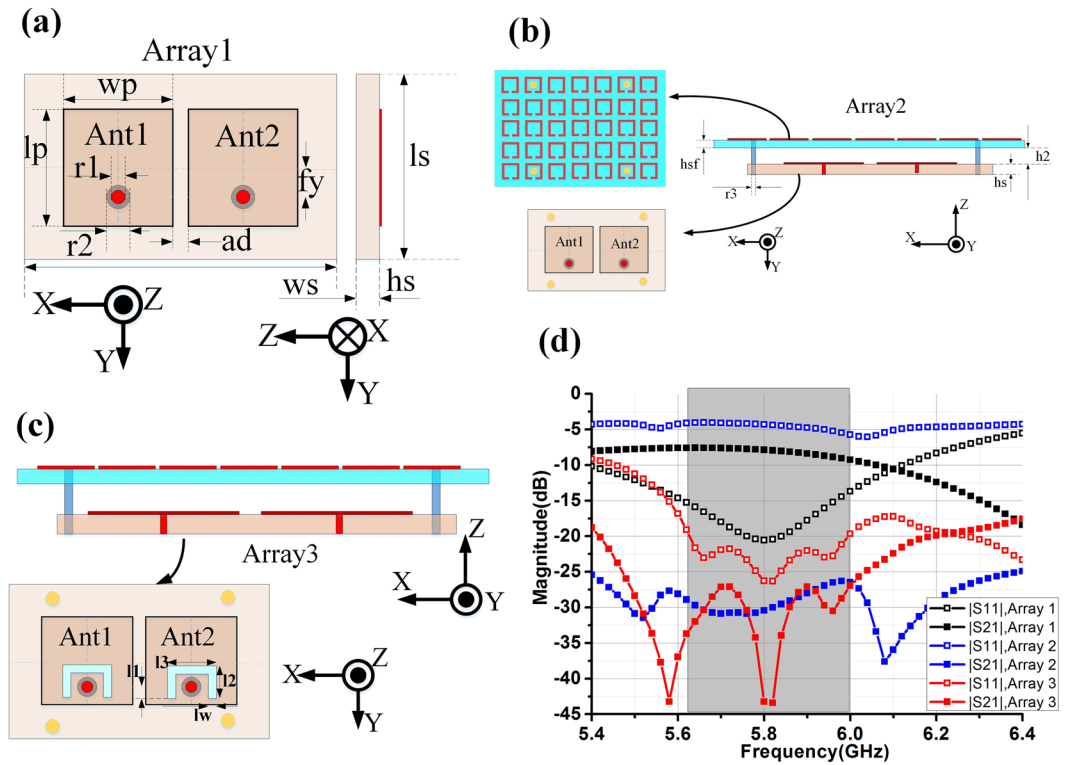 (a)
Array1
wp
lp
Ant1
Ant2
r1
r2
fy
ls
ad
ws
hs
X
Z
Y
Z
X
Y
(b)
Array2
hsf
h2
hs
r3
Ant1
Ant2
X
Z
Y
Z
X
Y
(c)
Array3
Z
X
Y
Ant1
Ant2
l1
l3
l2
lw
Z
X
Y
(d)
0
-5
-10
-15
-20
-25
-30
-35
-40
-45
Magnitude(dB)
|S11|,Array 1
|S21|,Array 1
|S11|,Array 2
|S21|,Array 2
|S11|,Array 3
|S21|,Array 3
5.4 5.6 5.8 6.0 6.2 6.4
Frequency(GHz)